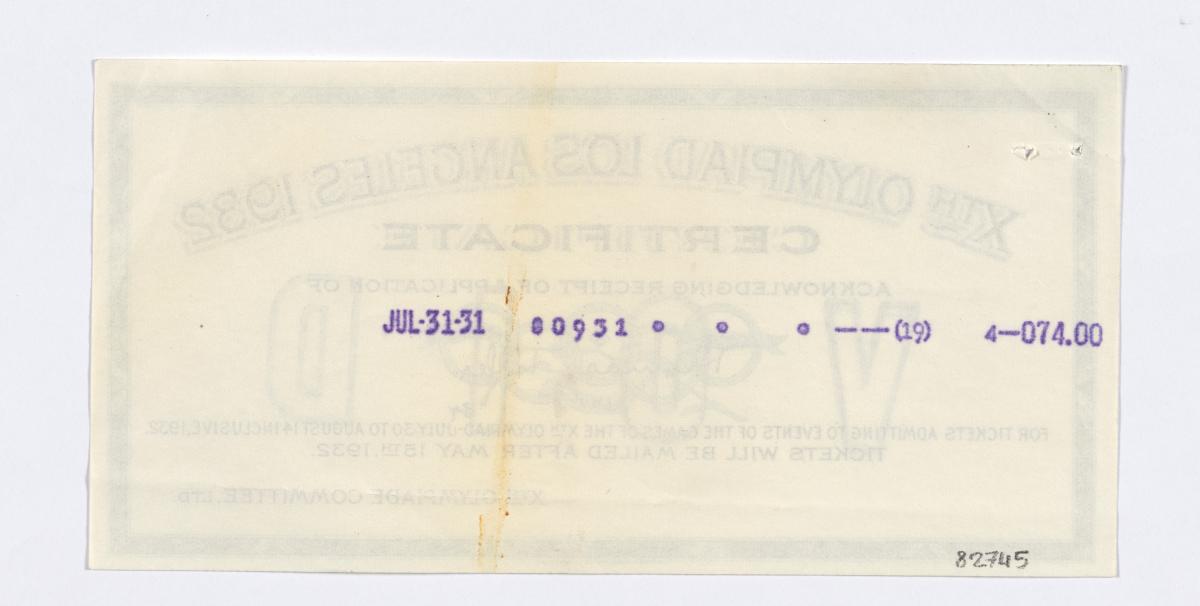 Xᵀᴴ OLYMPIAD LOS ANGELES 1932
CERTIFICATE
ACKNOWLEDGING RECEIPT OF APPLICATION OF
JUL-31-31 00931 ——(19) 4—074.00
FOR TICKETS ADMITTING TO EVENTS OF THE GAMES OF THE Xᵀᴴ OLYMPIAD-JULY 30 TO AUGUST 14 INCLUSIVE, 1932.
TICKETS WILL BE MAILED AFTER MAY 15TH, 1932.
Xᵀᴴ OLYMPIADE COMMITTEE, LTD.
82745